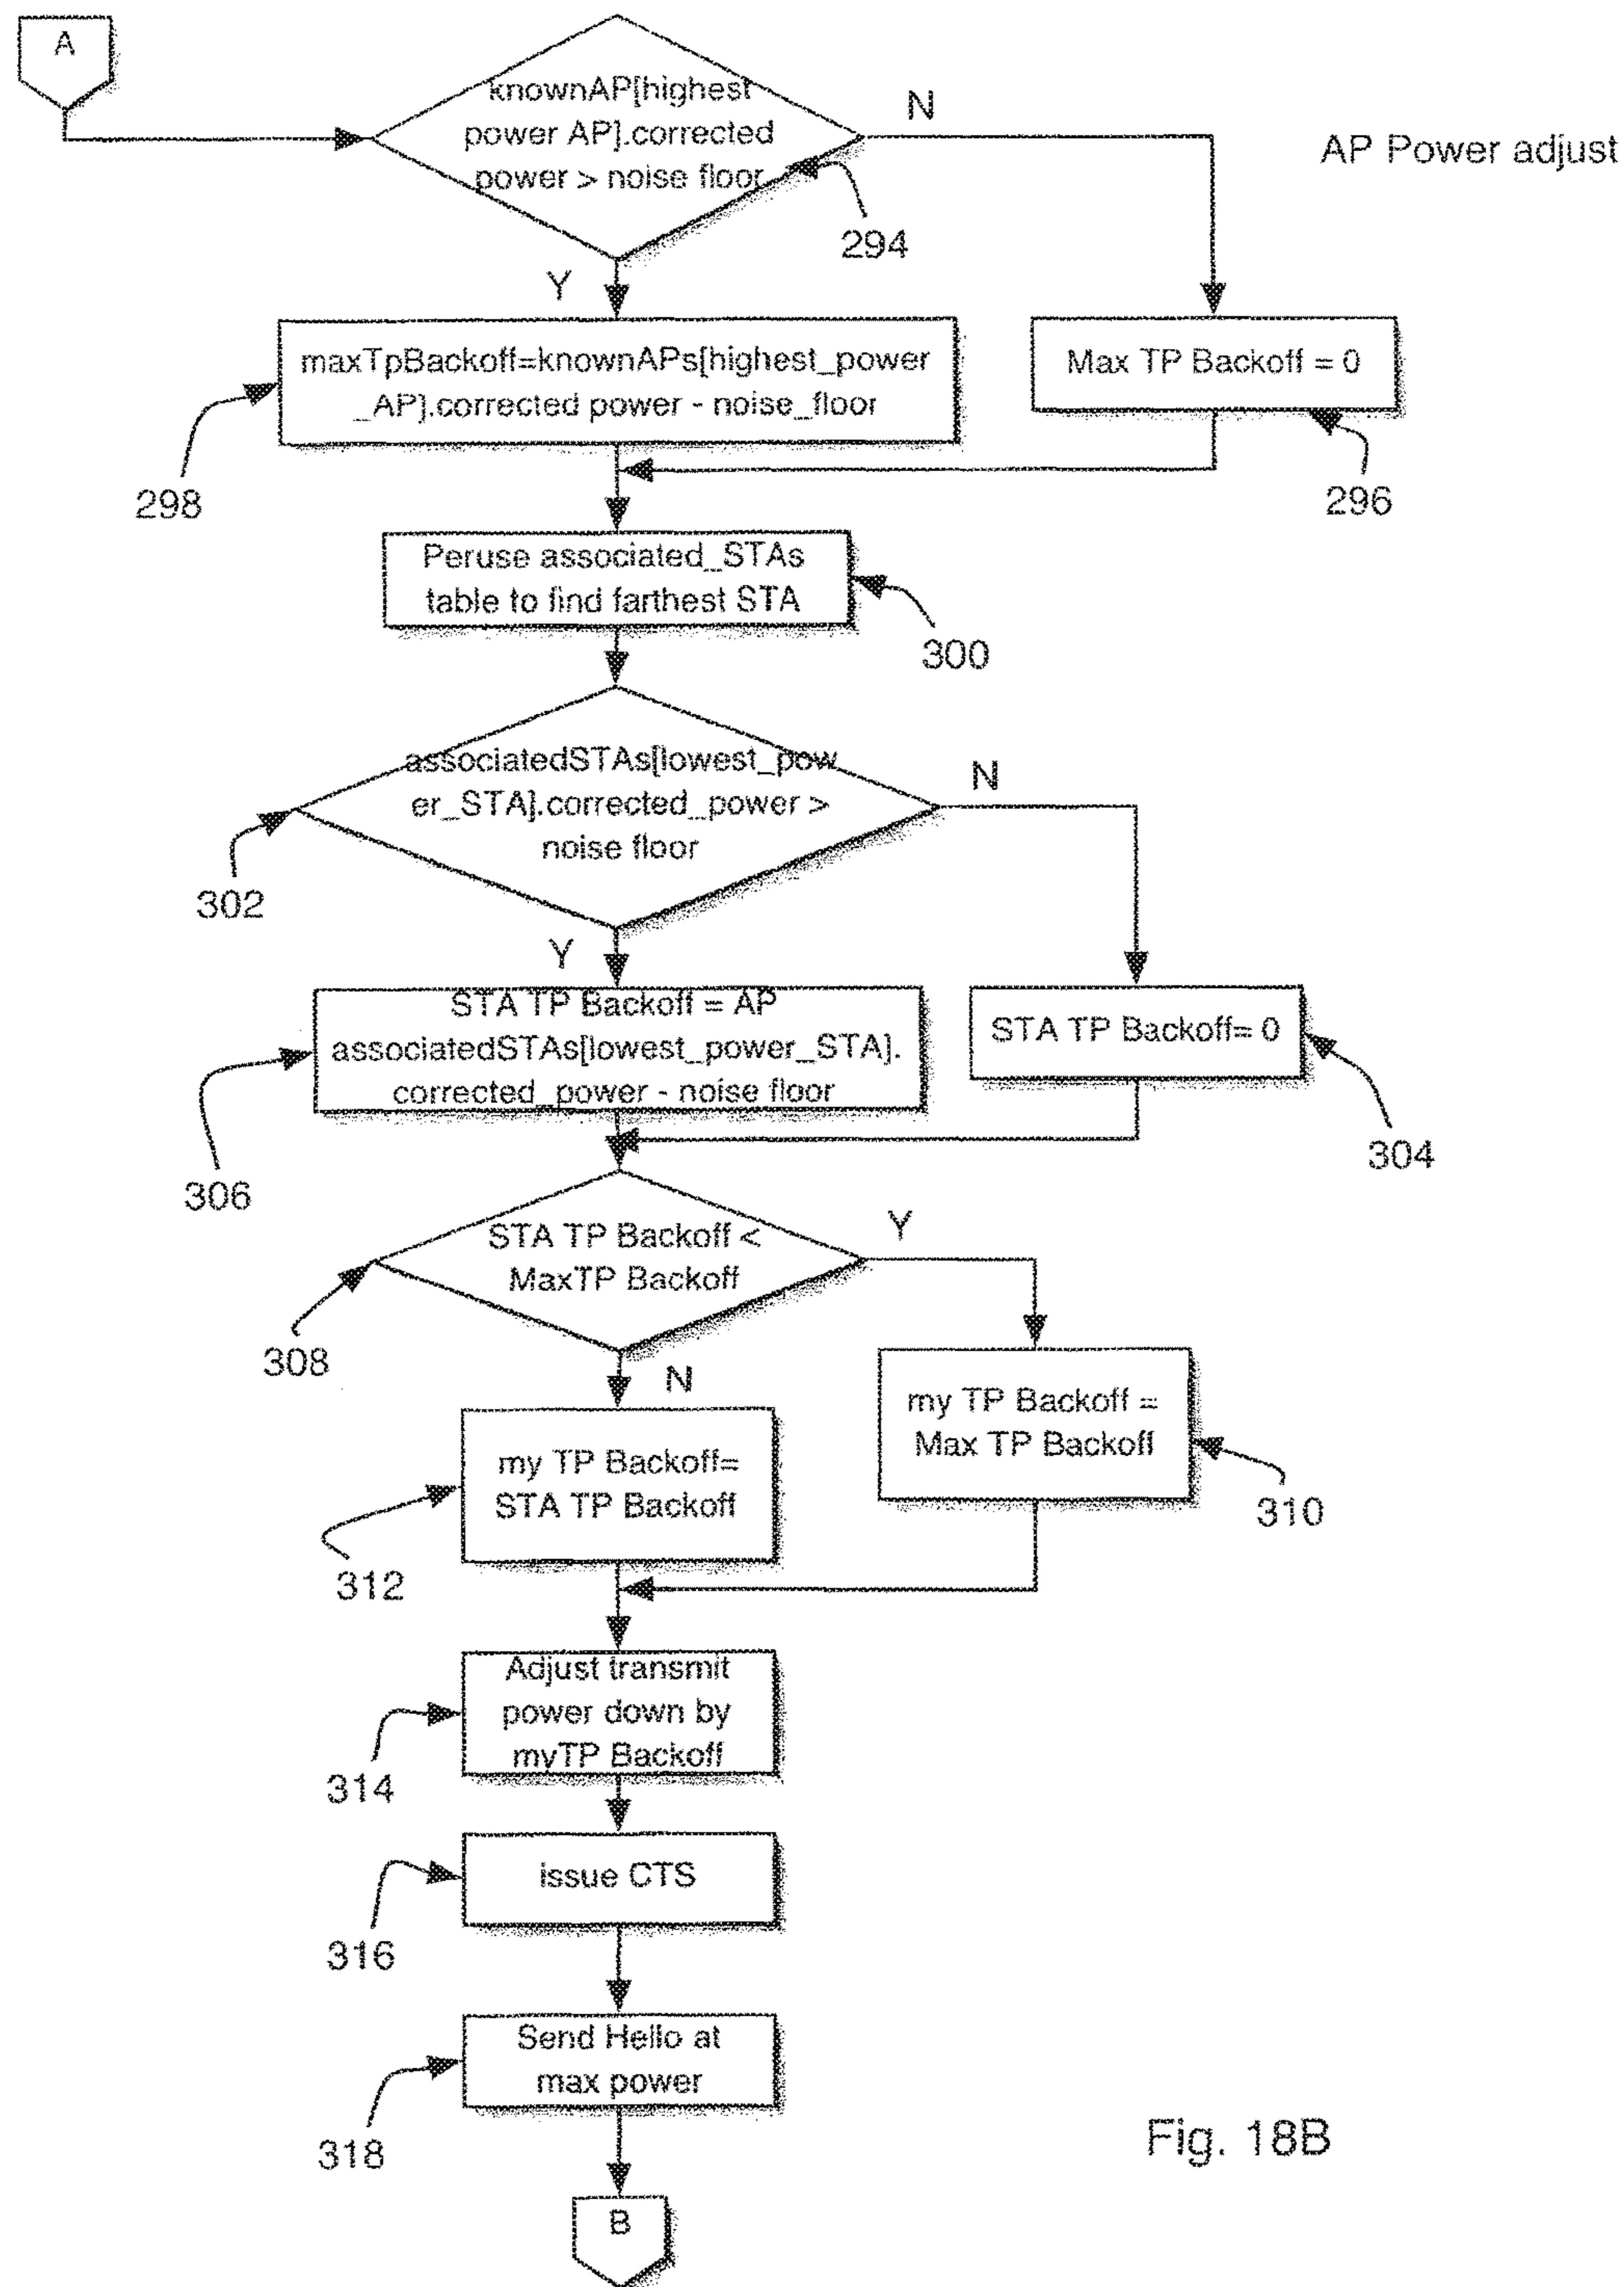 A
knownAP[highest
power AP].corrected
power > noise floor
N
AP Power adjust
294
Y
maxTpBackoff=knownAPs[highest_power
_AP].corrected power - noise_floor
Max TP Backoff = 0
298
296
Peruse associated_STAs
table to find farthest STA
300
associatedSTAs[lowest_pow
er_STA].corrected_power >
noise floor
N
302
Y
STA TP Backoff = AP
associatedSTAs[lowest_power_STA].
corrected_power - noise floor
STA TP Backoff= 0
306
304
STA TP Backoff <
MaxTP Backoff
Y
308
N
my TP Backoff =
Max TP Backoff
my TP Backoff=
STA TP Backoff
310
312
Adjust transmit
power down by
myTP Backoff
314
issue CTS
316
Send Hello at
max power
318
Fig. 18B
B